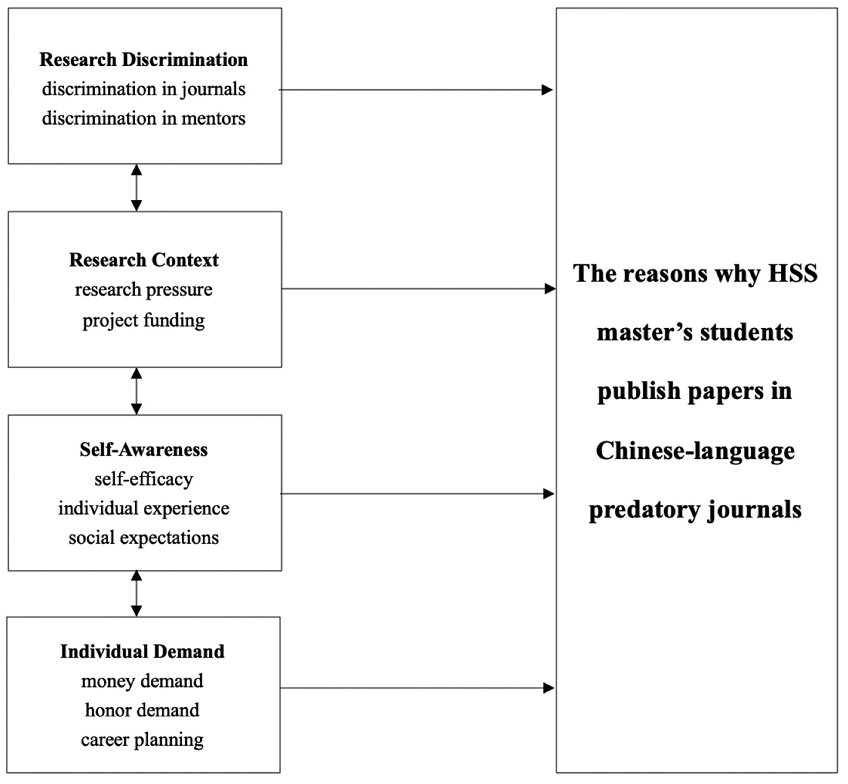 Research Discrimination
discrimination in journals
discrimination in mentors
Research Context
research pressure
project funding
Self-Awareness
self-efficacy
individual experience
social expectations
Individual Demand
money demand
honor demand
career planning
The reasons why HSS
master’s students
publish papers in
Chinese-language
predatory journals